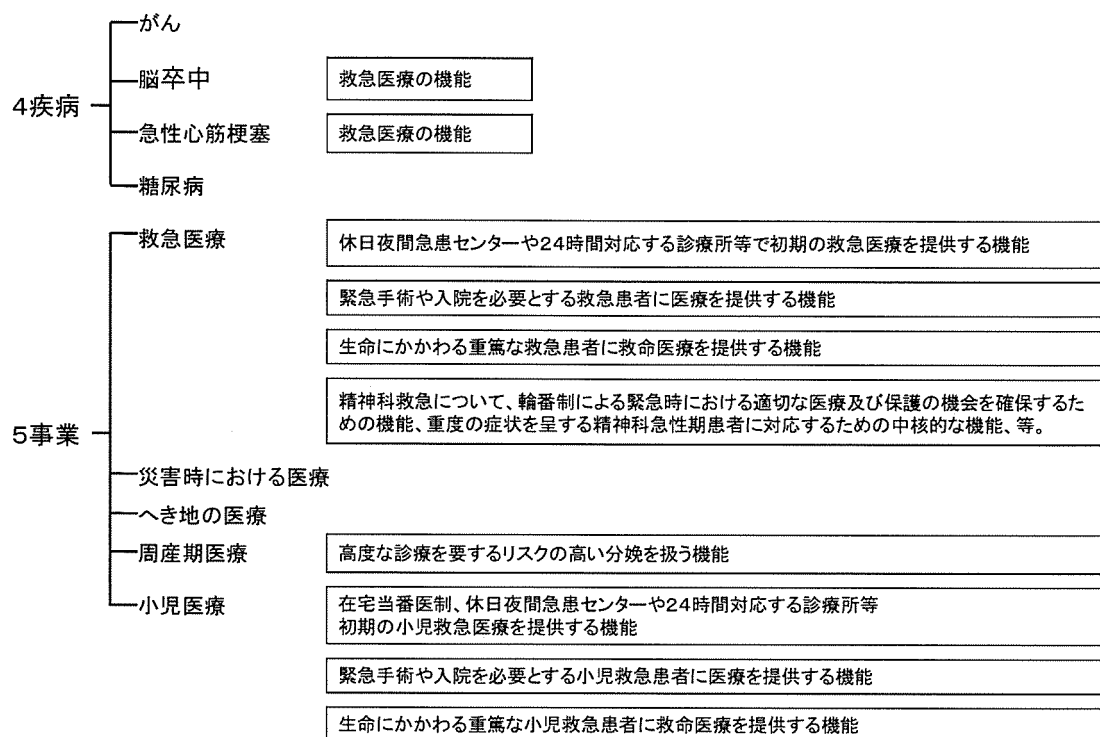 4疾病
がん
脳卒中
救急医療の機能
急性心筋梗塞
救急医療の機能
糖尿病
5事業
救急医療
休日夜間急患センターや24時間対応する診療所等で初期の救急医療を提供する機能
緊急手術や入院を必要とする救急患者に医療を提供する機能
生命にかかわる重篤な救急患者に救命医療を提供する機能
精神科救急について、輪番制による緊急時における適切な医療及び保護の機会を確保するた
めの機能、重度の症状を呈する精神科急性期患者に対応するための中核的な機能、等。
災害時における医療
へき地の医療
周産期医療
高度な診療を要するリスクの高い分娩を扱う機能
小児医療
在宅当番医制、休日夜間急患センターや24時間対応する診療所等
初期の小児救急医療を提供する機能
緊急手術や入院を必要とする小児救急患者に医療を提供する機能
生命にかかわる重篤な小児救急患者に救命医療を提供する機能